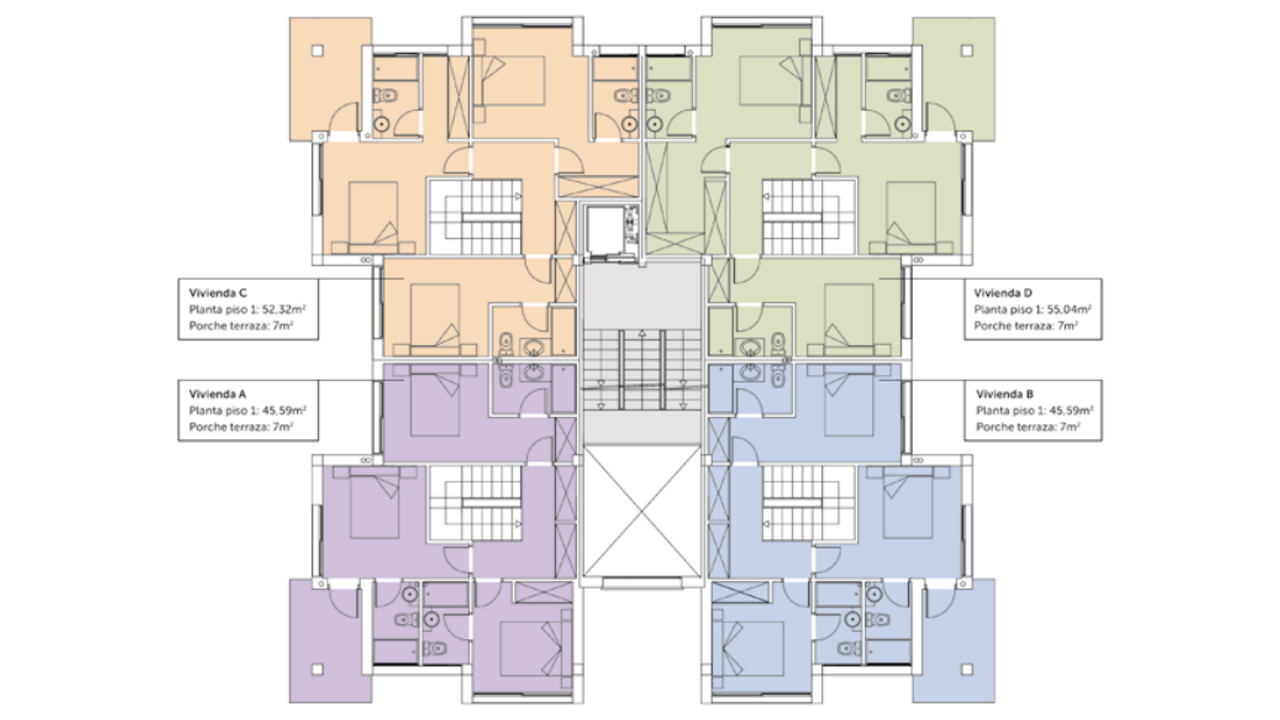 Vivienda C
Planta piso 1: 52,32m²
Porche terraza: 7m²
Vivienda D
Planta piso 1: 55,04m²
Porche terraza: 7m²
Vivienda A
Planta piso 1: 45,59m²
Porche terraza: 7m²
Vivienda B
Planta piso 1: 45,59m²
Porche terraza: 7m²